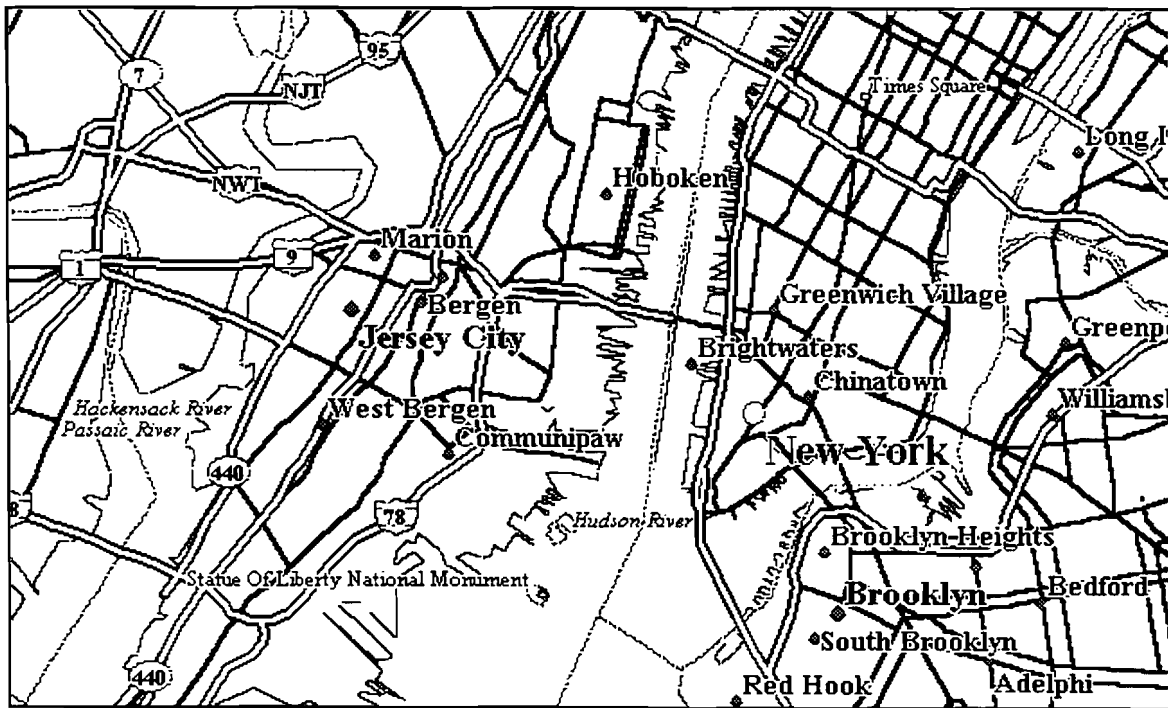 95
7
NJT
Times Square
Long I
NWT
Hoboken
Marion
9
1
Bergen
Greenwich Village
Jersey City
Greenp
Brightwaters
Chinatown
Hackensack River
West Bergen
Williamsb
Passaic River
Communipaw
New York
440
8
78
Hudson River
Brooklyn Heights
Statue Of Liberty National Monument
Bedford
Brooklyn
South Brooklyn
440
Red Hook
Adelphi